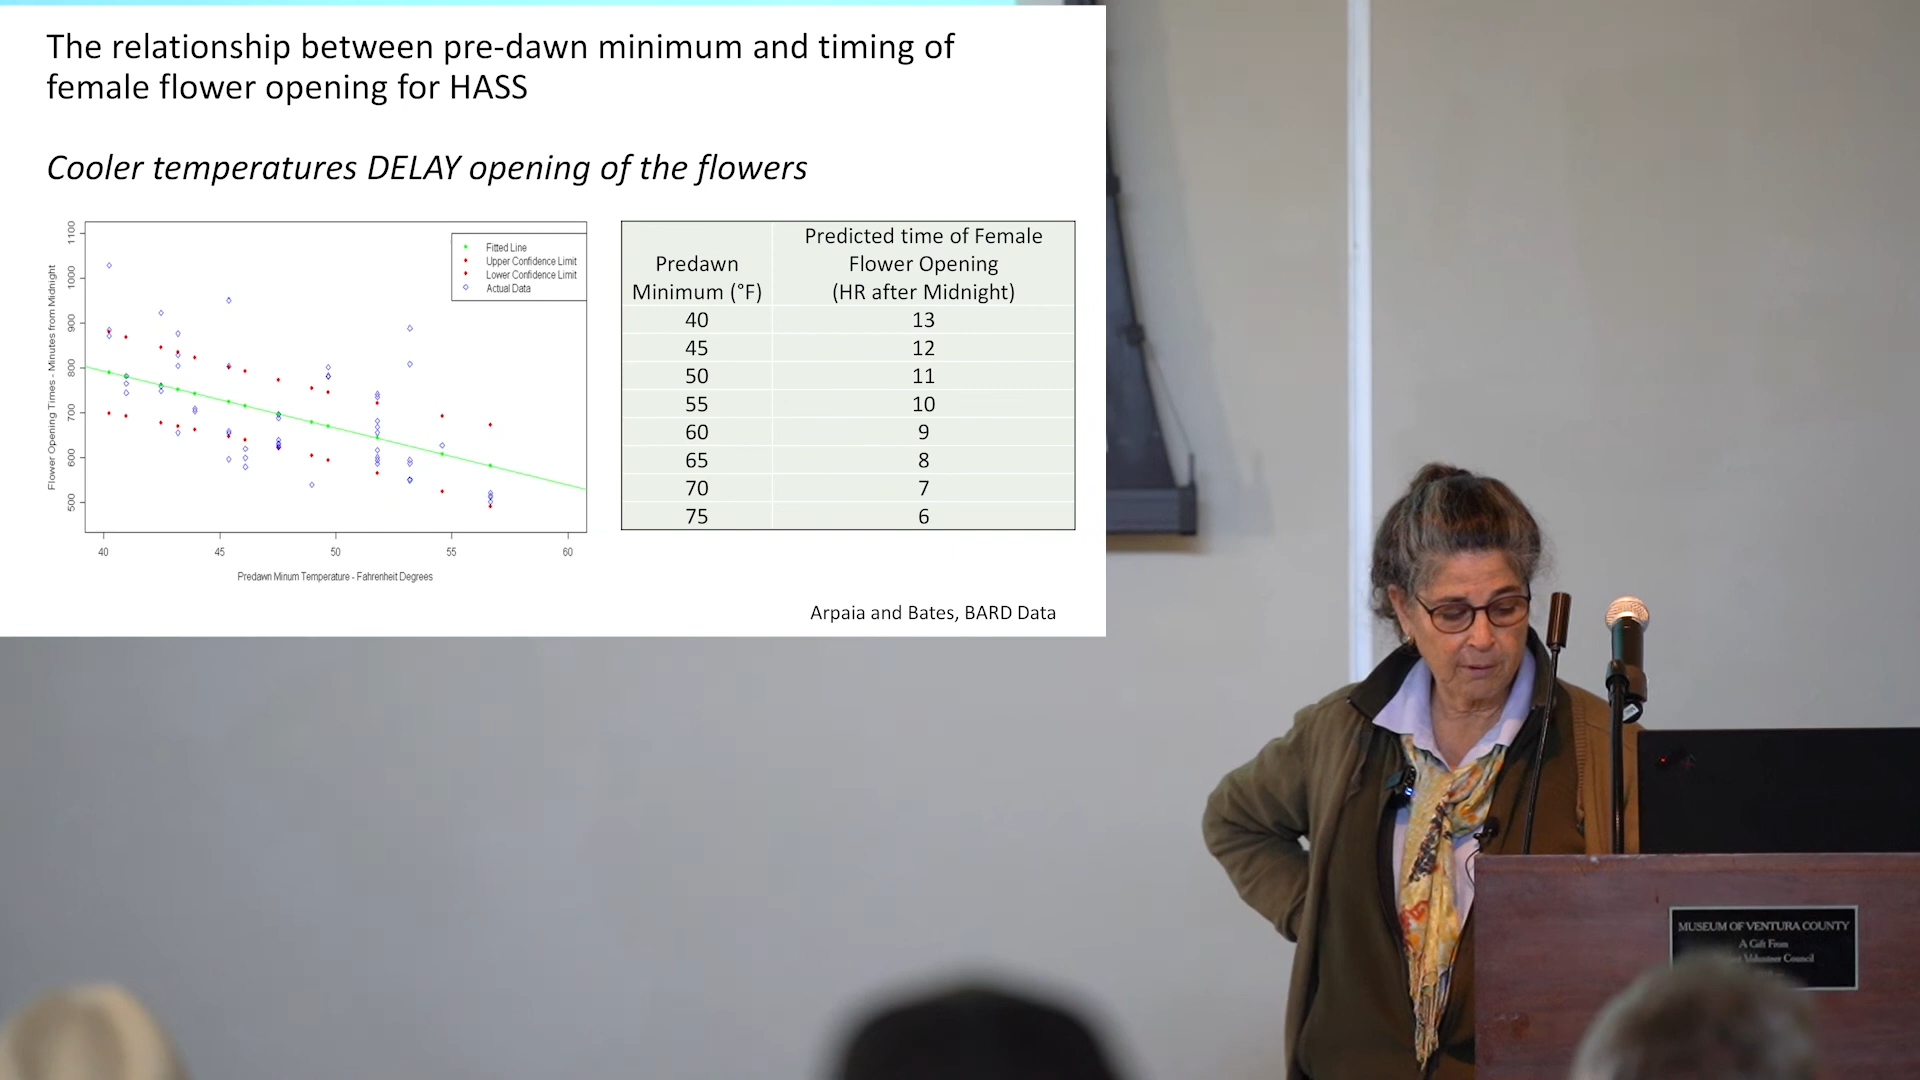 The relationship between pre-dawn minimum and timing of
female flower opening for HASS
Cooler temperatures DELAY opening of the flowers
Flower Opening Times - Minutes from Midnight
1100
1000
900
800
700
600
500
Fitted Line
Upper Confidence Limit
Lower Confidence Limit
Actual Data
40 45 50 55 60
Predawn Minum Temperature - Fahrenheit Degrees
Predawn
Minimum (°F)
Predicted time of Female
Flower Opening
(HR after Midnight)
40 13
45 12
50 11
55 10
60 9
65 8
70 7
75 6
Arpaia and Bates, BARD Data
MUSEUM OF VENTURA COUNTY
A Gift From
Volunteer Council